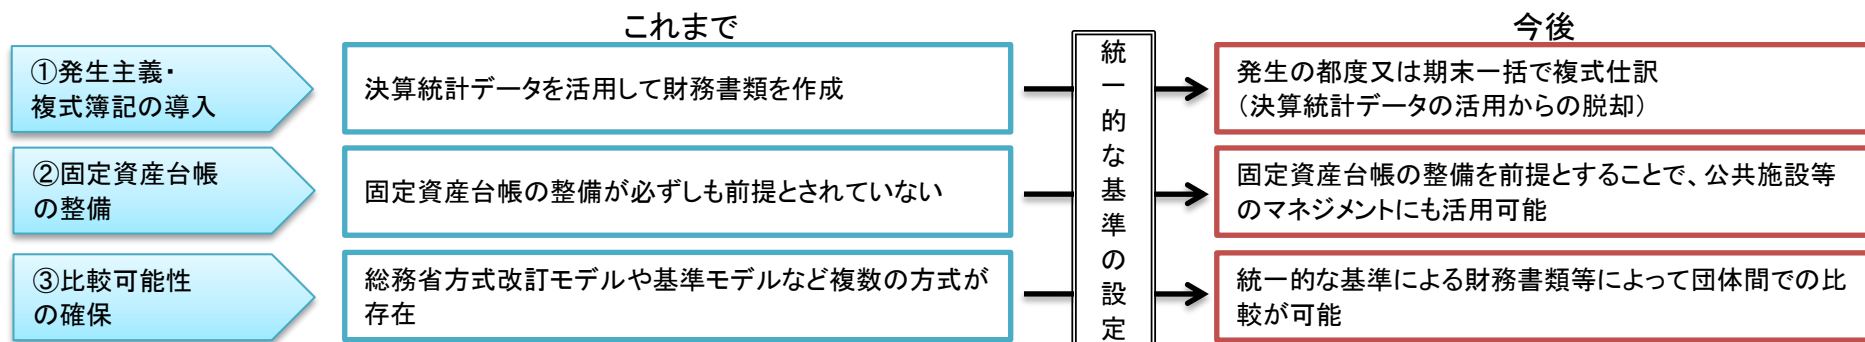 これまで
今後
①発生主義・
複式簿記の導入
決算統計データを活用して財務書類を作成
発生の都度又は期末一括で複式仕訳
（決算統計データの活用からの脱却）
②固定資産台帳
の整備
固定資産台帳の整備が必ずしも前提とされていない
固定資産台帳の整備を前提とすることで、公共施設等
のマネジメントにも活用可能
③比較可能性
の確保
総務省方式改訂モデルや基準モデルなど複数の方式が
存在
統一的な基準による財務書類等によって団体間での比
較が可能
統一的な基準の設定